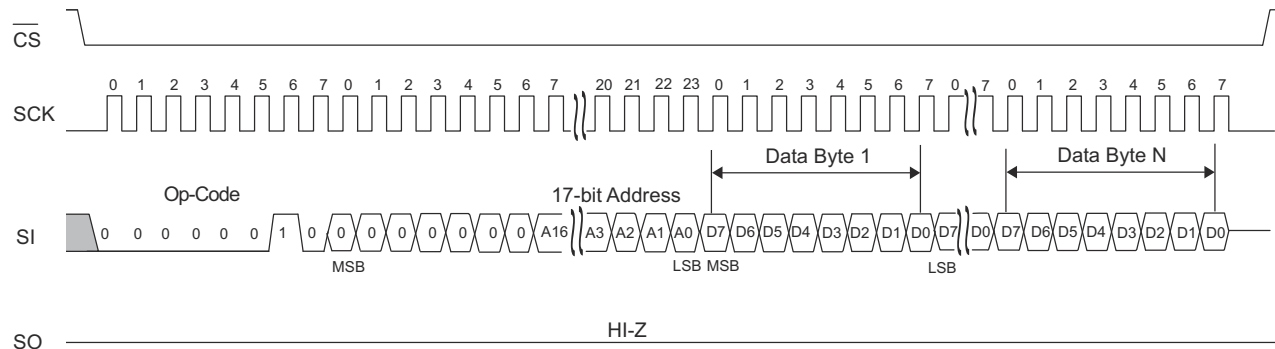 CS
SCK
0 1 2 3 4 5 6 7 0 1 2 3 4 5 6 7 20 21 22 23 0 1 2 3 4 5 6 7 0 7 0 1 2 3 4 5 6 7
Data Byte 1
Data Byte N
Op-Code
17-bit Address
SI
0 0 0 0 0 0 1 0 0 0 0 0 0 0 0 A16 A3 A2 A1 A0 D7 D6 D5 D4 D3 D2 D1 D0 D7 D0 D7 D6 D5 D4 D3 D2 D1 D0
MSB
LSB MSB
LSB
SO
HI-Z